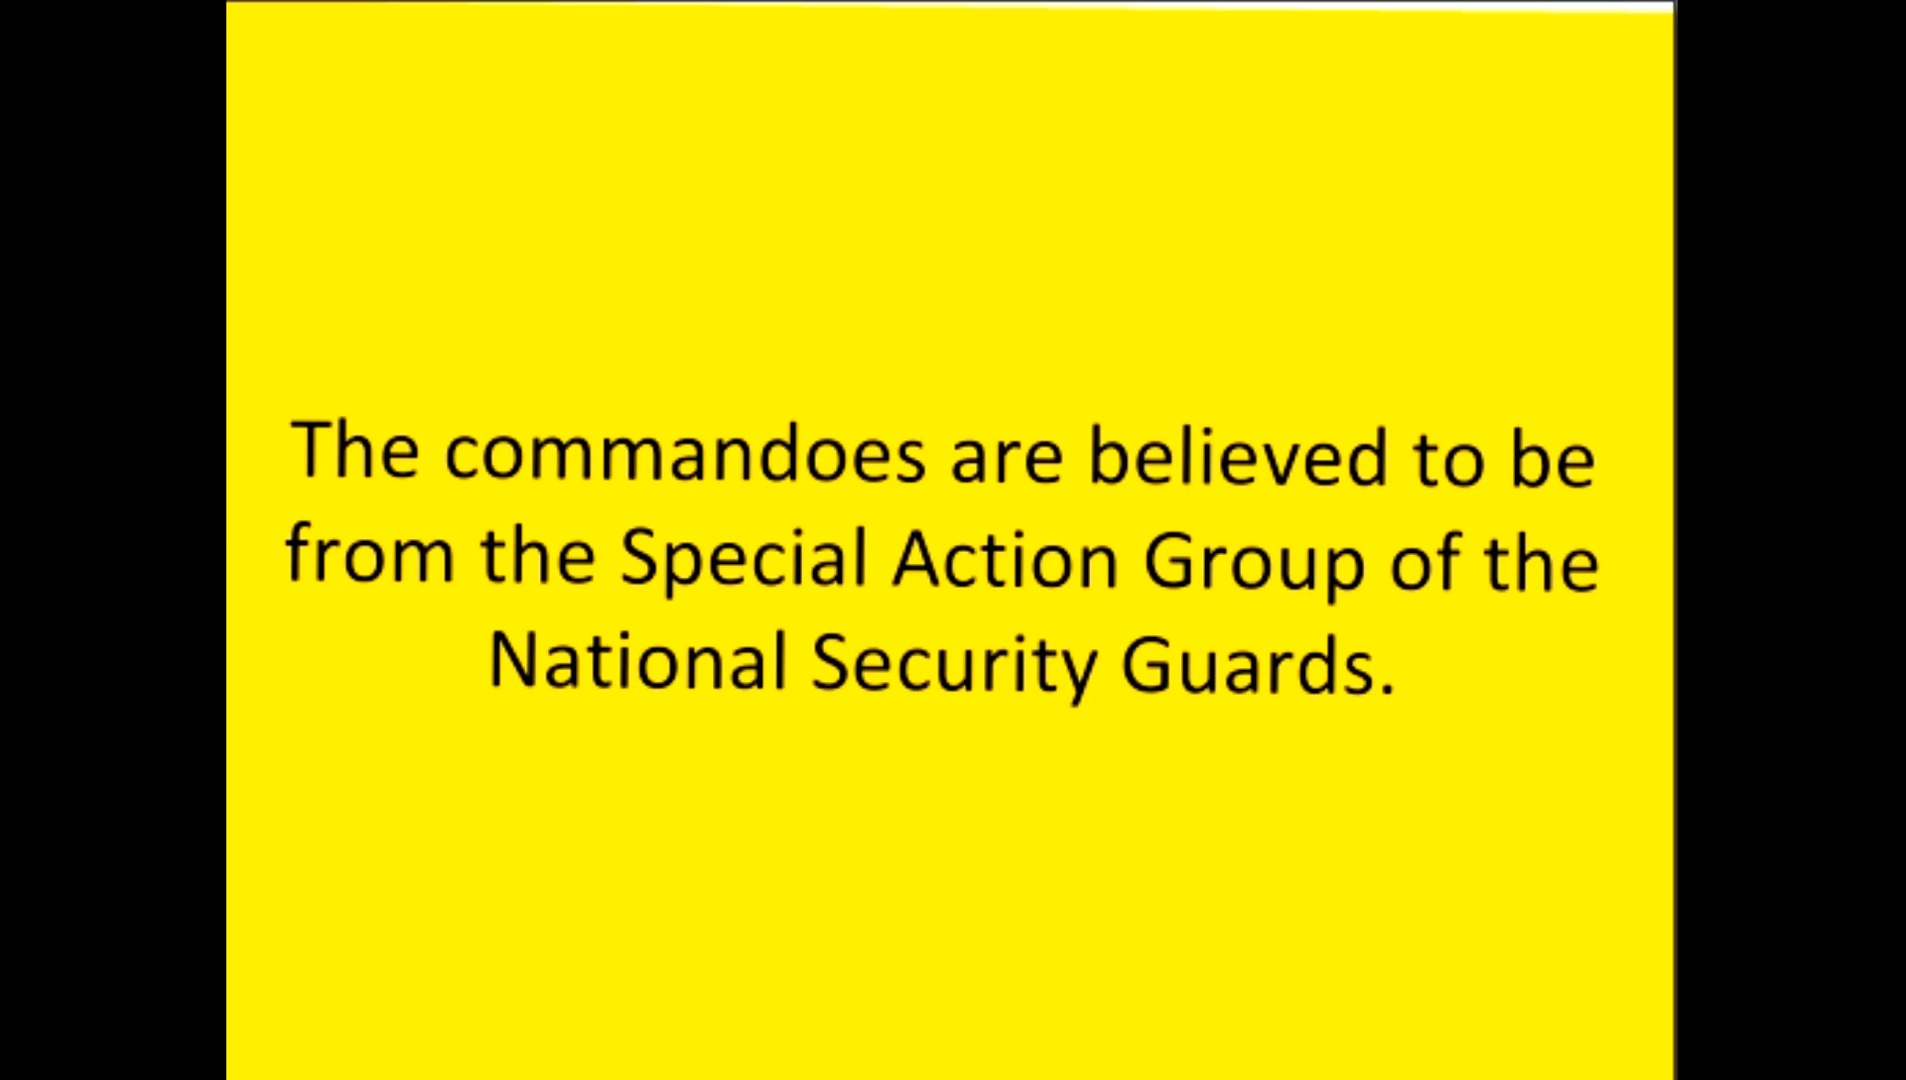 The commandoes are believed to be
from the Special Action Group of the
National Security Guards.